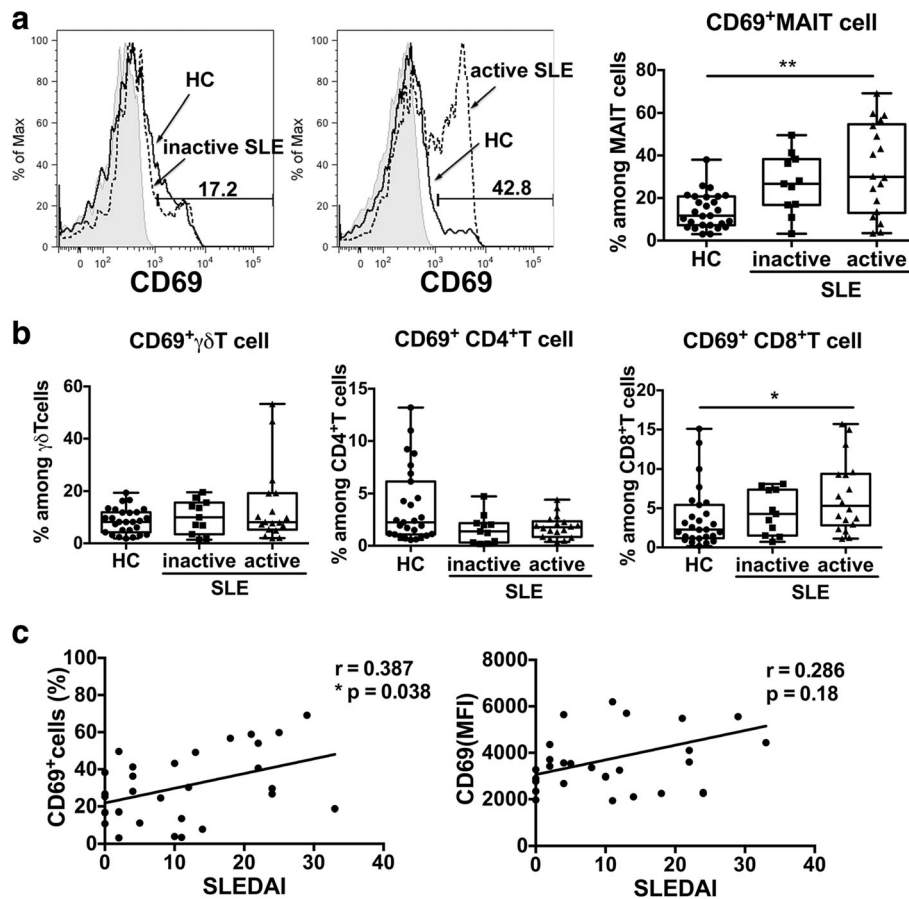 a
100
80
60
40
20
0
% of Max
HC
inactive SLE
17.2
0 10² 10³ 10⁴ 10⁵
CD69
100
80
60
40
20
0
% of Max
active SLE
HC
42.8
0 10² 10³ 10⁴ 10⁵
CD69
CD69⁺MAIT cell
% among MAIT cells
80
60
40
20
0
**
HC inactive active
SLE
b
CD69⁺γδT cell
% among γδTcells
60
40
20
0
HC inactive active
SLE
CD69⁺ CD4⁺T cell
% among CD4⁺T cells
15
10
5
0
HC inactive active
SLE
CD69⁺ CD8⁺T cell
% among CD8⁺T cells
20
15
10
5
0
*
HC inactive active
SLE
c
CD69⁺cells (%)
100
80
60
40
20
0
r = 0.387
* p = 0.038
0 10 20 30 40
SLEDAI
CD69(MFI)
8000
6000
4000
2000
0
r = 0.286
p = 0.18
0 10 20 30 40
SLEDAI